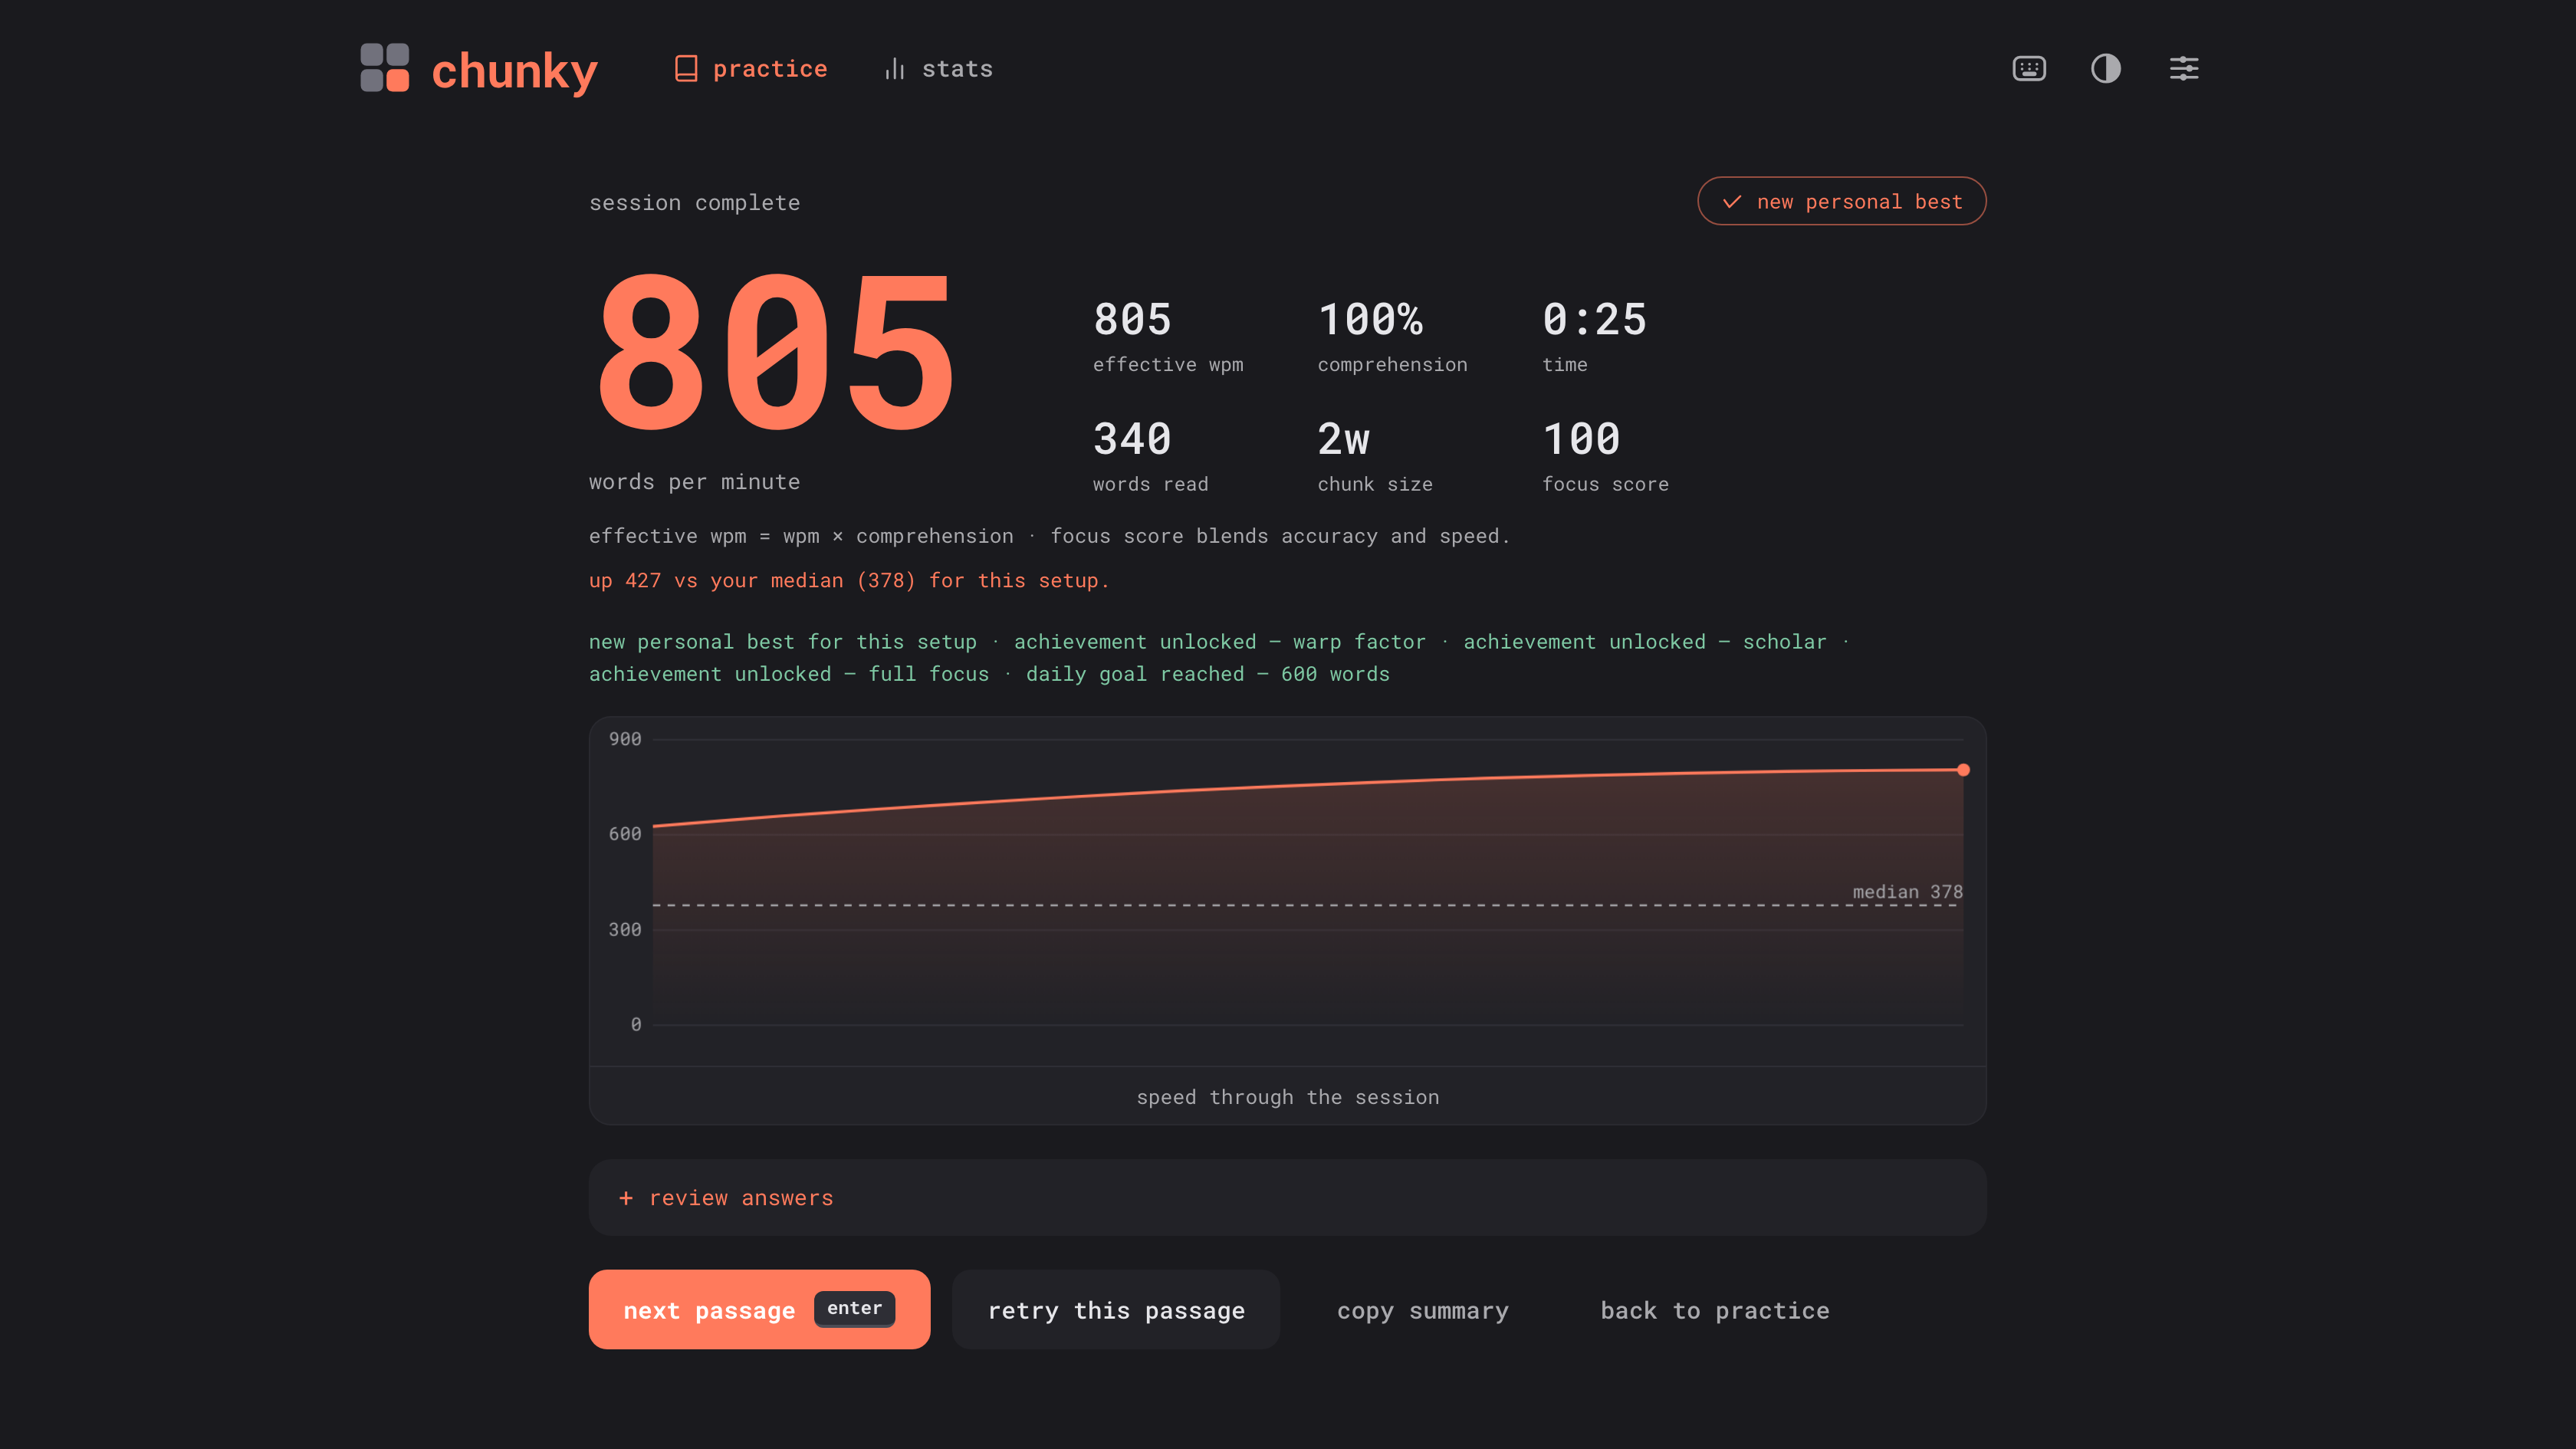 chunky
practice
stats
session complete
new personal best
805
words per minute
805
effective wpm
100%
comprehension
0:25
time
340
words read
2w
chunk size
100
focus score
effective wpm = wpm × comprehension · focus score blends accuracy and speed.
up 427 vs your median (378) for this setup.
new personal best for this setup · achievement unlocked — warp factor · achievement unlocked — scholar ·
achievement unlocked — full focus · daily goal reached — 600 words
900
600
median 378
300
0
speed through the session
+ review answers
next passage enter
retry this passage
copy summary
back to practice